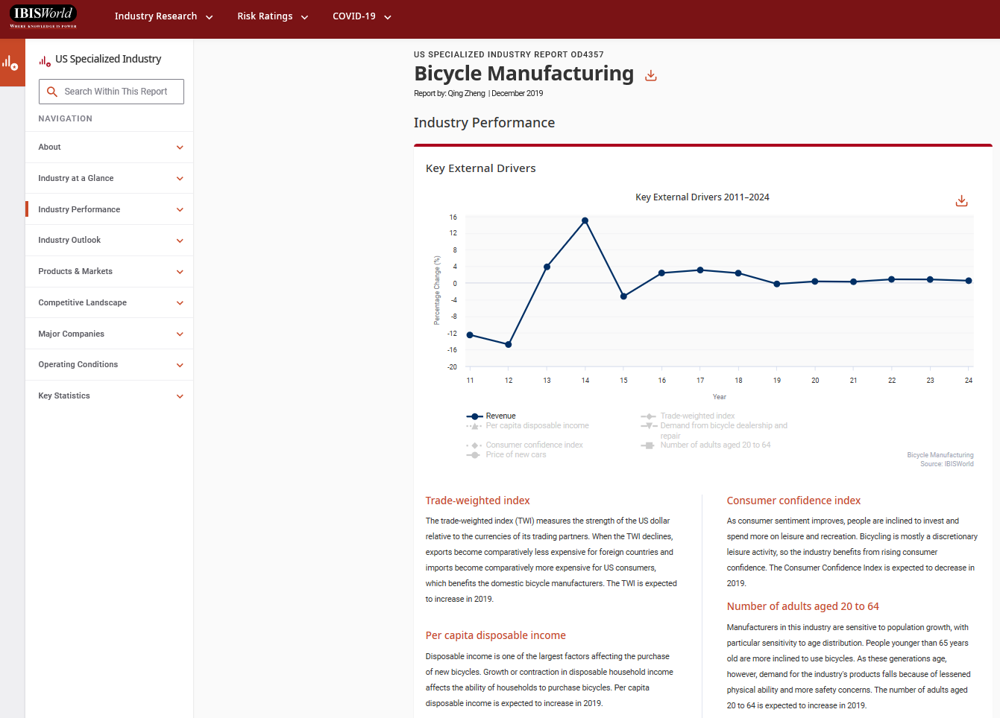 IBISWorld
WHERE KNOWLEDGE IS POWER
Industry Research
Risk Ratings
COVID-19
US Specialized Industry
Search Within This Report
NAVIGATION
About
Industry at a Glance
Industry Performance
Industry Outlook
Products & Markets
Competitive Landscape
Major Companies
Operating Conditions
Key Statistics
US SPECIALIZED INDUSTRY REPORT OD4357
Bicycle Manufacturing
Report by: Qing Zheng | December 2019
Industry Performance
Key External Drivers
Key External Drivers 2011–2024
Percentage Change (%)
16
12
8
4
0
-4
-8
-12
-16
-20
11 12 13 14 15 16 17 18 19 20 21 22 23 24
Year
Revenue
Per capita disposable income
Consumer confidence index
Price of new cars
Trade-weighted index
Demand from bicycle dealership and
repair
Number of adults aged 20 to 64
Bicycle Manufacturing
Source: IBISWorld
Trade-weighted index
The trade-weighted index (TWI) measures the strength of the US dollar
relative to the currencies of its trading partners. When the TWI declines,
exports become comparatively less expensive for foreign countries and
imports become comparatively more expensive for US consumers,
which benefits the domestic bicycle manufacturers. The TWI is expected
to increase in 2019.
Per capita disposable income
Disposable income is one of the largest factors affecting the purchase
of new bicycles. Growth or contraction in disposable household income
affects the ability of households to purchase bicycles. Per capita
disposable income is expected to increase in 2019.
Consumer confidence index
As consumer sentiment improves, people are inclined to invest and
spend more on leisure and recreation. Bicycling is mostly a discretionary
leisure activity, so the industry benefits from rising consumer
confidence. The Consumer Confidence Index is expected to decrease in
2019.
Number of adults aged 20 to 64
Manufacturers in this industry are sensitive to population growth, with
particular sensitivity to age distribution. People younger than 65 years
old are more inclined to use bicycles. As these generations age,
however, demand for the industry's products falls because of lessened
physical ability and more safety concerns. The number of adults aged
20 to 64 is expected to increase in 2019.